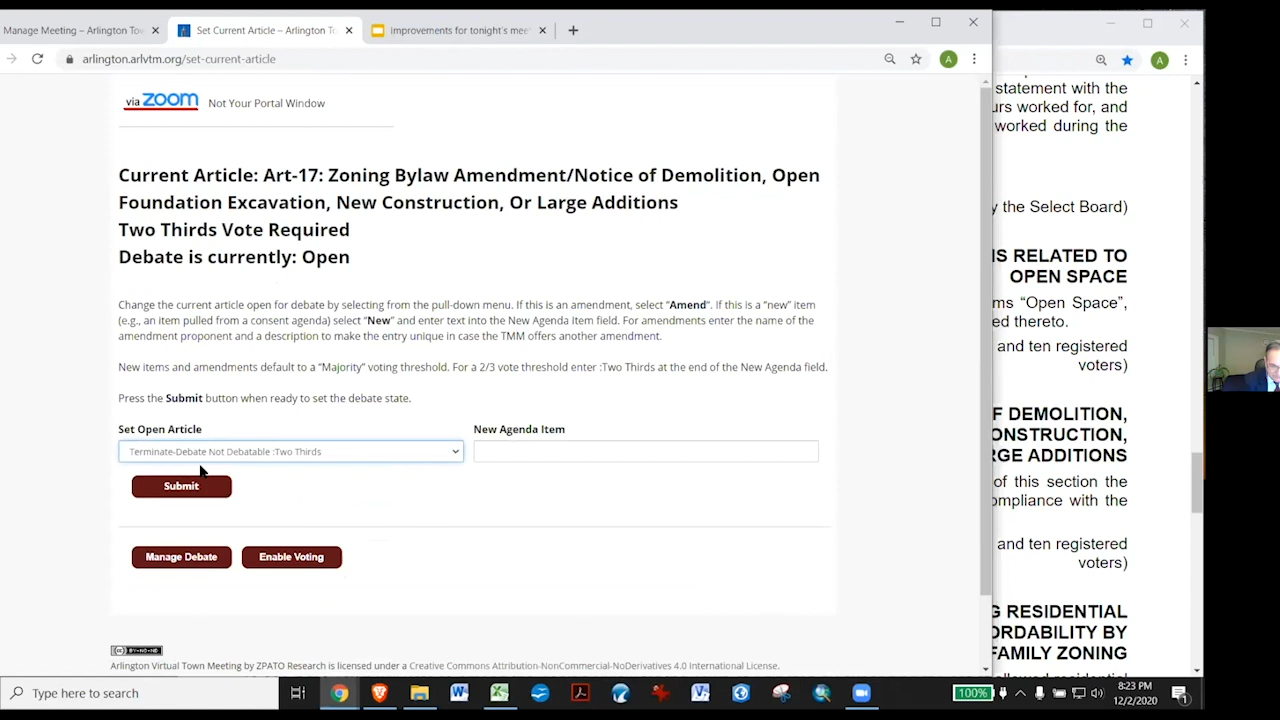 Manage Meeting – Arlington To
Set Current Article – Arlington T
Improvements for tonight's mee
arlington.arlvtm.org/set-current-article
A
A
via zoom Not Your Portal Window
Current Article: Art-17: Zoning Bylaw Amendment/Notice of Demolition, Open
Foundation Excavation, New Construction, Or Large Additions
Two Thirds Vote Required
Debate is currently: Open
Change the current article open for debate by selecting from the pull-down menu. If this is an amendment, select "Amend". If this is a "new" item
(e.g., an item pulled from a consent agenda) select "New" and enter text into the New Agenda Item field. For amendments enter the name of the
amendment proponent and a description to make the entry unique in case the TMM offers another amendment.
New items and amendments default to a "Majority" voting threshold. For a 2/3 vote threshold enter :Two Thirds at the end of the New Agenda field.
Press the Submit button when ready to set the debate state.
Set Open Article
New Agenda Item
Terminate-Debate Not Debatable :Two Thirds
Submit
Manage Debate
Enable Voting
Arlington Virtual Town Meeting by ZPATO Research is licensed under a Creative Commons Attribution-NonCommercial-NoDerivatives 4.0 International License.
statement with the
urs worked for, and
worked during the
y the Select Board)
S RELATED TO
OPEN SPACE
ms "Open Space",
ed thereto.
and ten registered
voters)
F DEMOLITION,
ONSTRUCTION,
RGE ADDITIONS
of this section the
ompliance with the
and ten registered
voters)
G RESIDENTIAL
ORDABILITY BY
FAMILY ZONING
Type here to search
100%
8:23 PM
12/2/2020
1